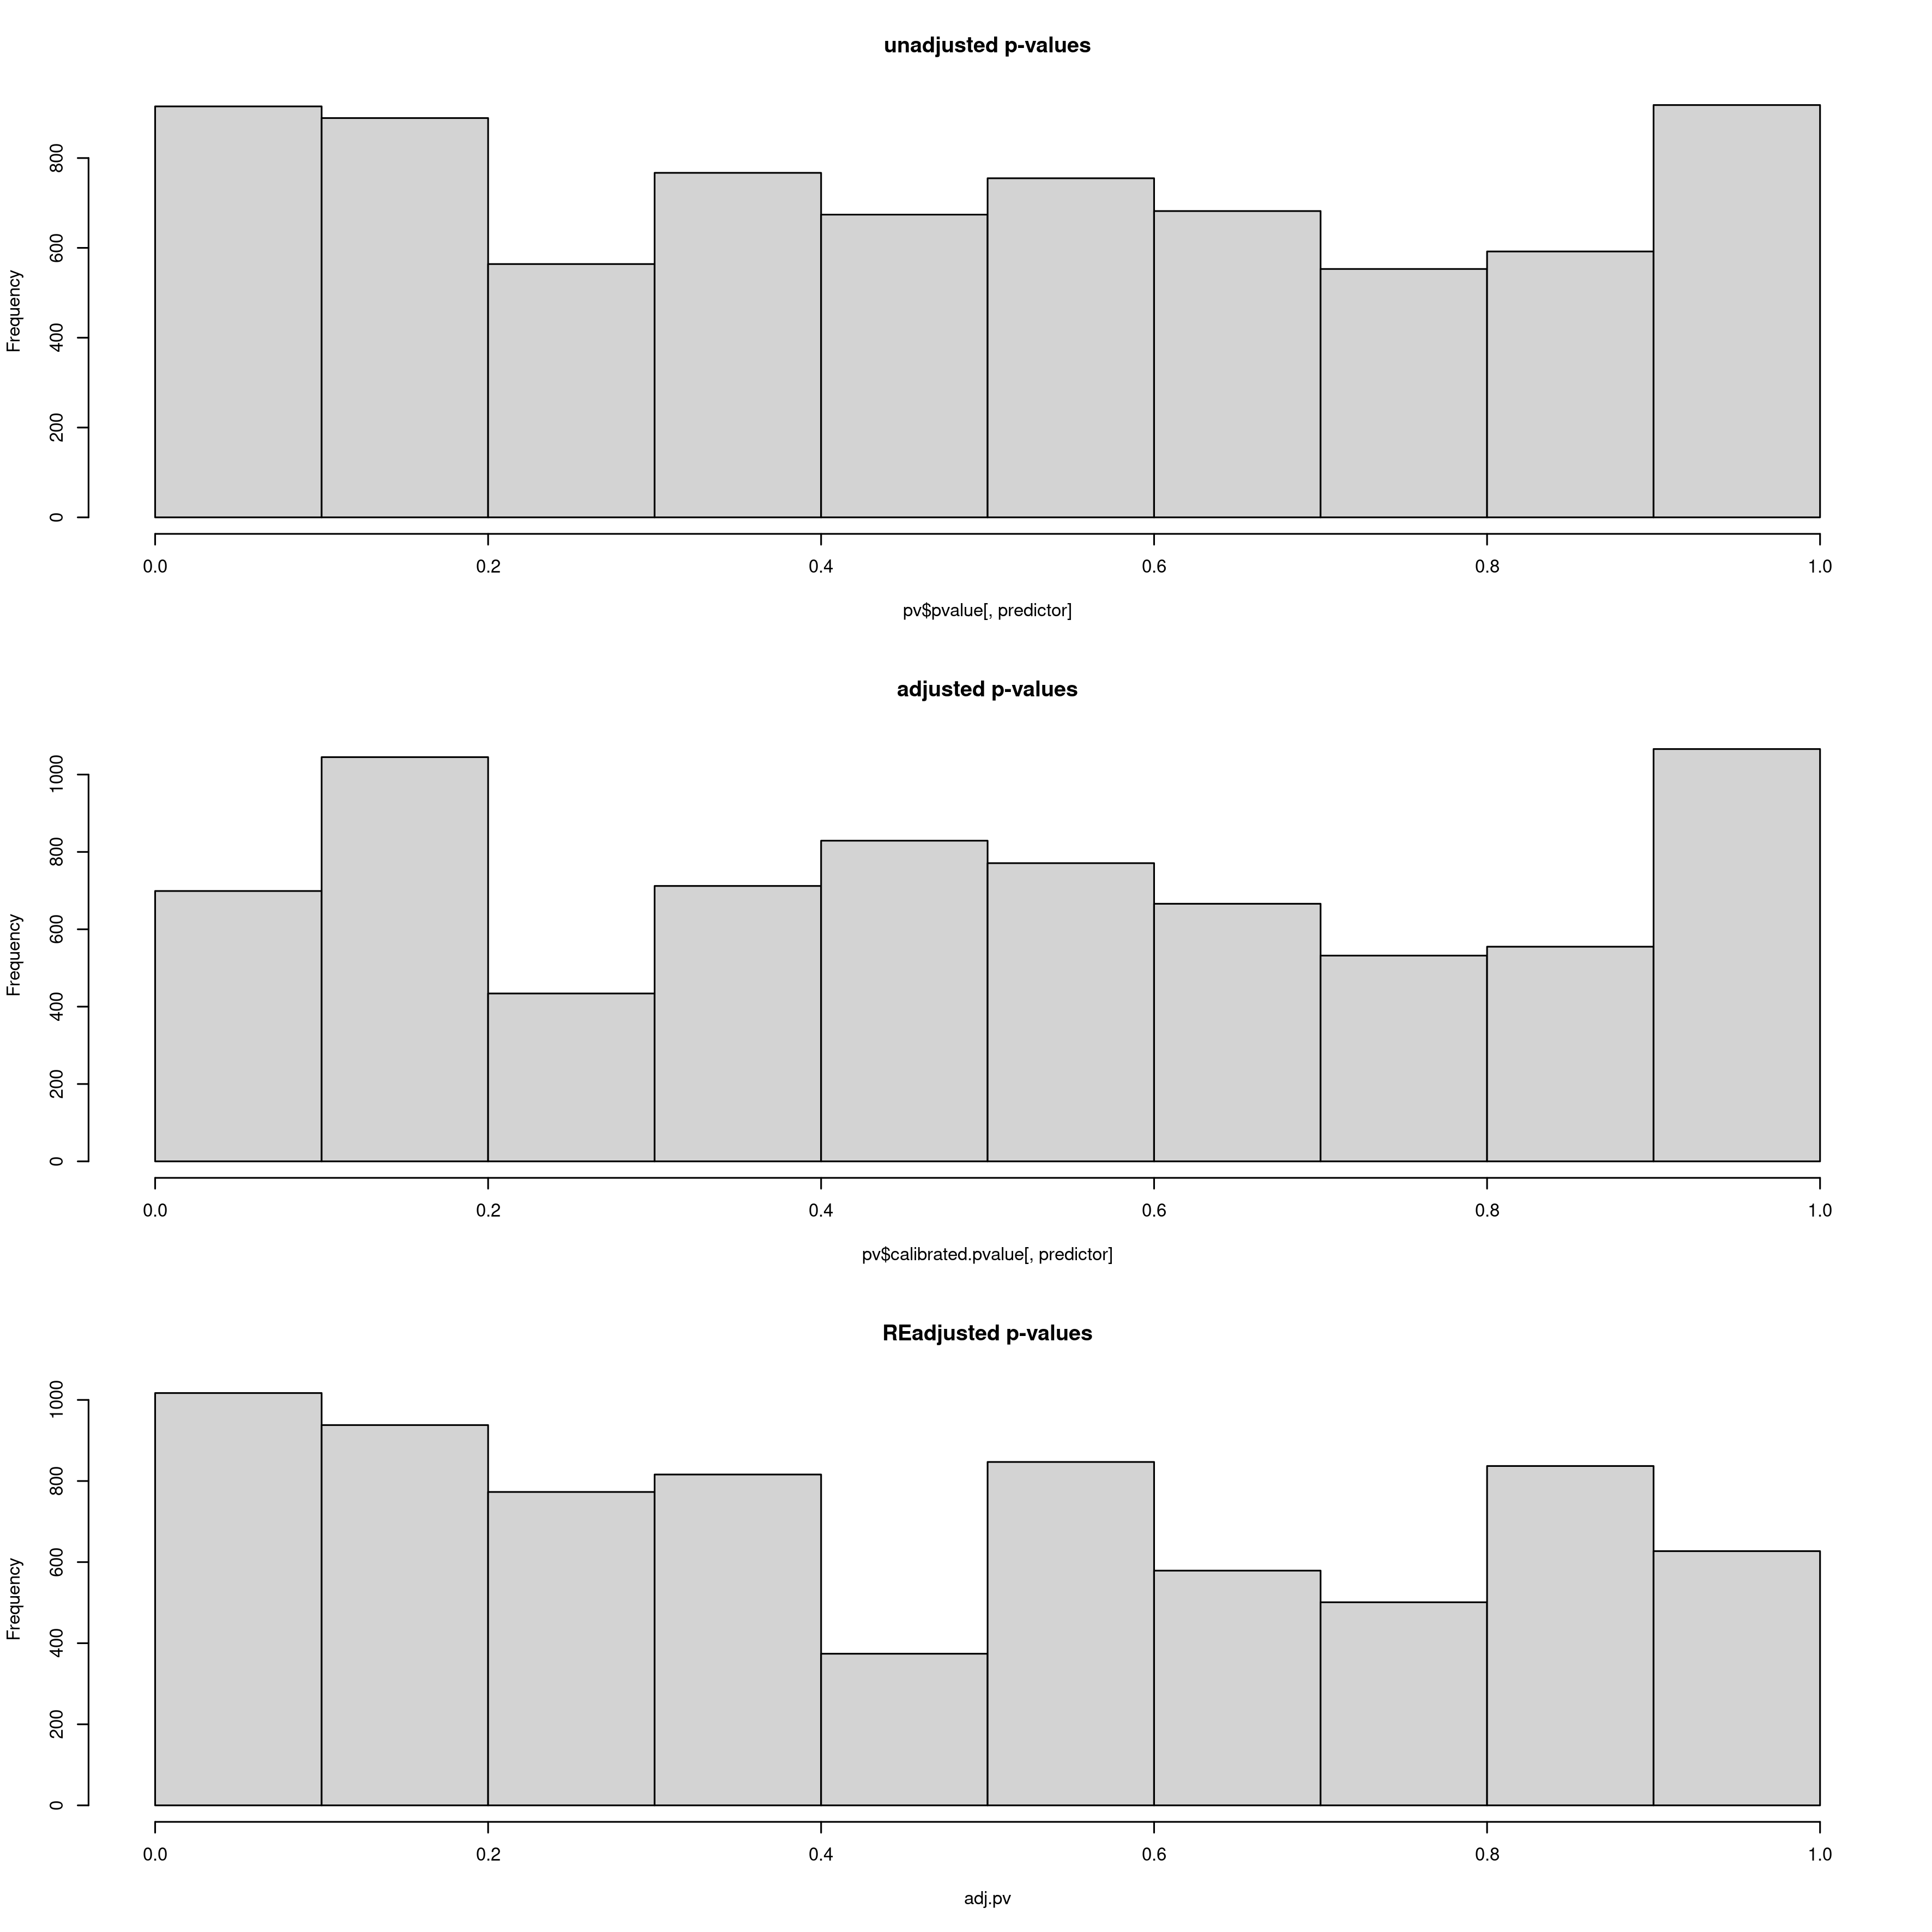 unadjusted p-values
Frequency
0 200 400 600 800
0.0 0.2 0.4 0.6 0.8 1.0
pv$pvalue[, predictor]
adjusted p-values
Frequency
0 200 400 600 800 1000
0.0 0.2 0.4 0.6 0.8 1.0
pv$calibrated.pvalue[, predictor]
REadjusted p-values
Frequency
0 200 400 600 800 1000
0.0 0.2 0.4 0.6 0.8 1.0
adj.pv